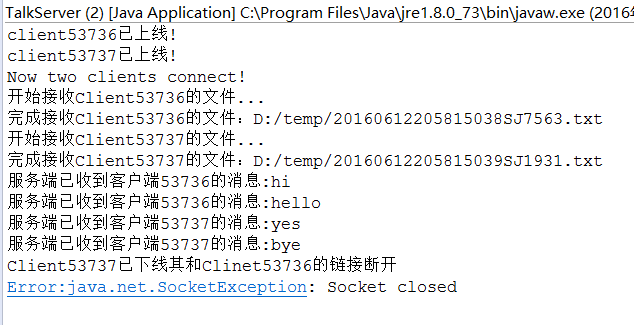 TalkServer (2) [Java Application] C:\Program Files\Java\jre1.8.0_73\bin\javaw.exe (2016
client53736已上线!
client53737已上线!
Now two clients connect!
开始接收Client53736的文件...
完成接收Client53736的文件：D:/temp/20160612205815038SJ7563.txt
开始接收Client53737的文件...
完成接收Client53737的文件：D:/temp/20160612205815039SJ1931.txt
服务端已收到客户端53736的消息:hi
服务端已收到客户端53736的消息:hello
服务端已收到客户端53737的消息:yes
服务端已收到客户端53737的消息:bye
Client53737已下线其和Clinet53736的链接断开
Error:java.net.SocketException: Socket closed